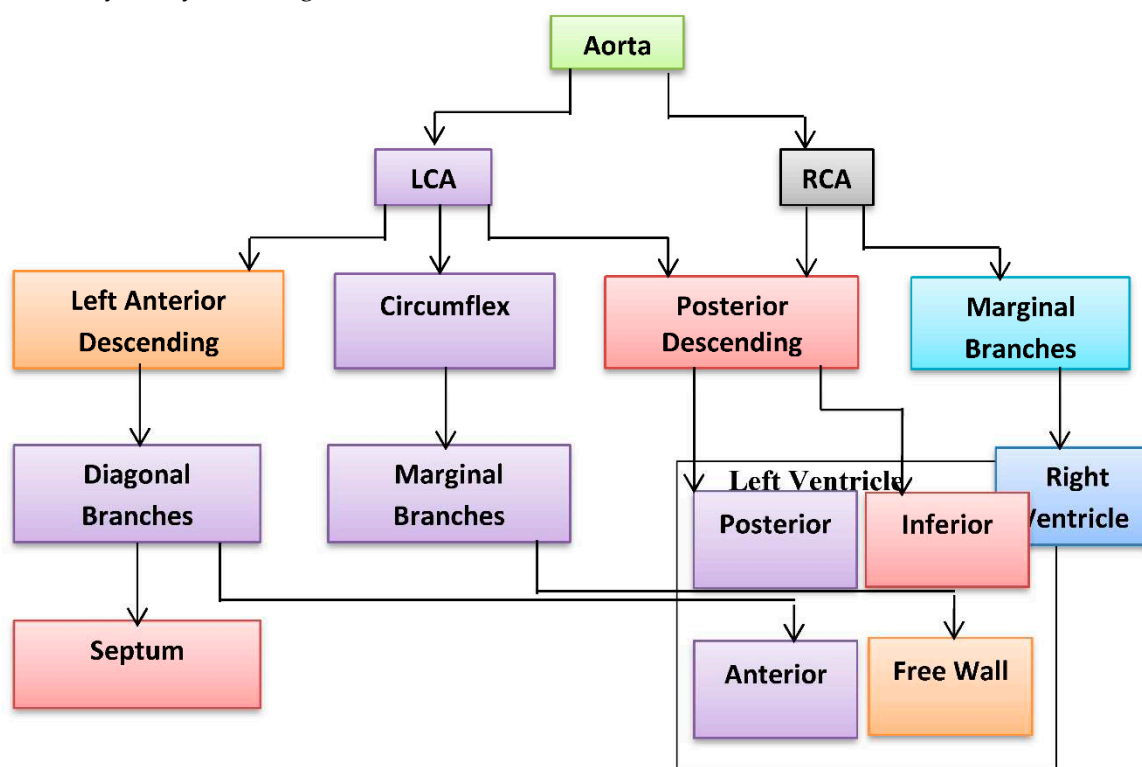 Aorta
LCA
RCA
Left Anterior
Descending
Circumflex
Posterior
Descending
Marginal
Branches
Diagonal
Branches
Marginal
Branches
Left Ventricle
Posterior
Inferior
Right
Ventricle
Septum
Anterior
Free Wall